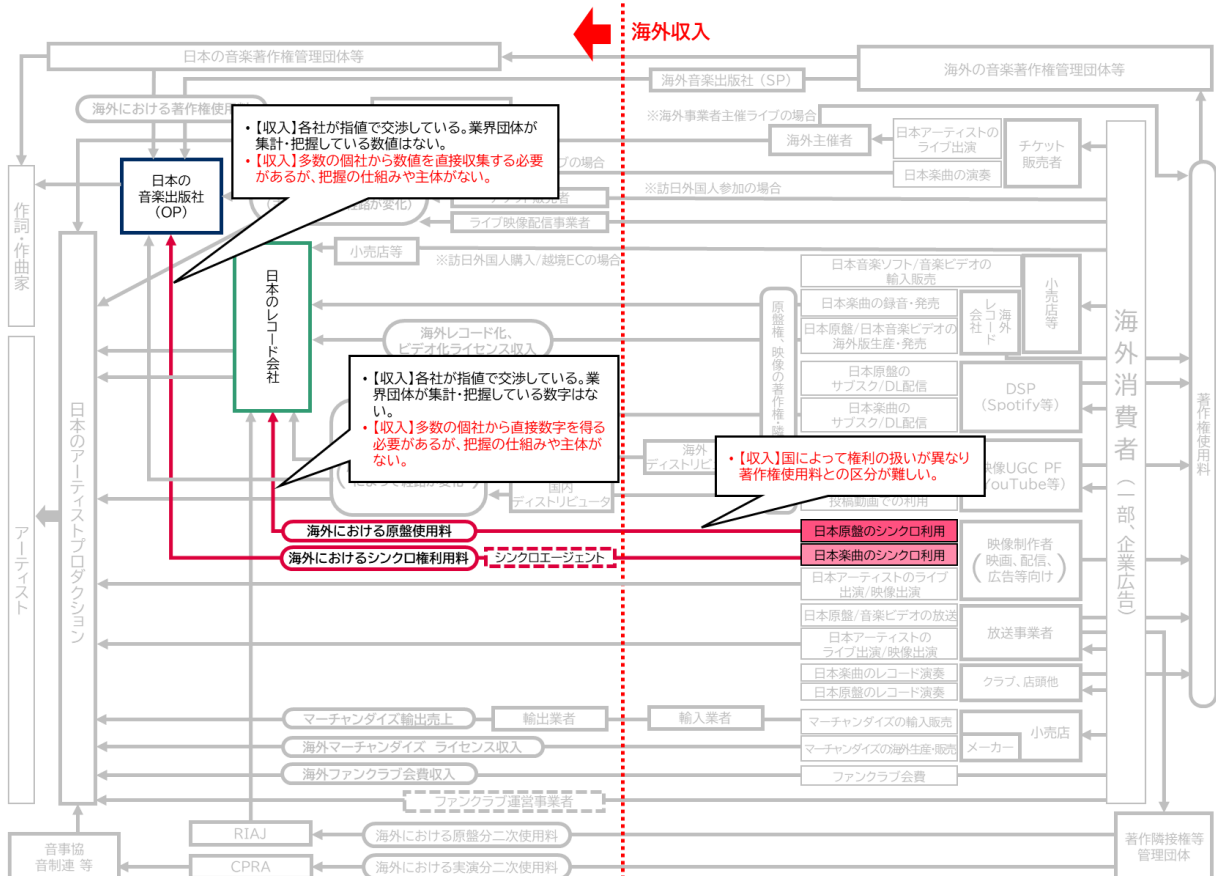 海外収入
日本の音楽著作権管理団体等
海外の音楽著作権管理団体等
海外音楽出版社（SP）
海外における著作権使用
※海外事業者主催ライブの場合
・【収入】各社が指値で交渉している。業界団体が
集計・把握している数値はない。
・【収入】多数の個社から数値を直接収集する必要
があるが、把握の仕組みや主体がない。
海外主催者
日本アーティストの
ライブ出演
チケット
販売者
日本楽曲の演奏
ブの場合
※訪日外国人参加の場合
日本の
音楽出版社
（OP）
ライブ映像配信事業者
作詞・作曲家
小売店等
※訪日外国人購入/越境ECの場合
日本のレコード会社
日本音楽ソフト/音楽ビデオの
輸入販売
小売店等
日本楽曲の録音・発売
海外レコード会社
日本原盤/日本音楽ビデオの
海外版生産・発売
原盤権、映像の著作権・隣
海外レコード化、
ビデオ化ライセンス収入
海外消費者（一部、企業広告）
著作権使用料
・【収入】各社が指値で交渉している。業
界団体が集計・把握している数字はな
い。
・【収入】多数の個社から直接数字を得る
必要があるが、把握の仕組みや主体が
ない。
日本原盤の
サブスク/DL配信
日本楽曲の
サブスク/DL配信
DSP
（Spotify等）
日本のアーティストプロダクション
アーティスト
海外
ディストリビ
・【収入】国によって権利の扱いが異なり
著作権使用料との区分が難しい。
映像UGC PF
YouTube等）
投稿動画での利用
国内
ディストリビュータ
海外における原盤使用料
日本原盤のシンクロ利用
海外におけるシンクロ権利用料
シンクロエージェント
日本楽曲のシンクロ利用
映像制作者
（映画、配信、
広告等向け）
日本アーティストのライブ
出演/映像出演
日本原盤/音楽ビデオの放送
日本アーティストの
ライブ出演/映像出演
放送事業者
日本楽曲のレコード演奏
日本原盤のレコード演奏
クラブ、店頭他
マーチャンダイズ輸出売上
輸出業者
輸入業者
マーチャンダイズの輸入販売
小売店
海外マーチャンダイズ ライセンス収入
マーチャンダイズの海外生産・販売
メーカー
海外ファンクラブ会費収入
ファンクラブ会費
ファンクラブ運営事業者
RIAJ
海外における原盤分二次使用料
音事協
音制連 等
CPRA
海外における実演分二次使用料
著作隣接権等
管理団体